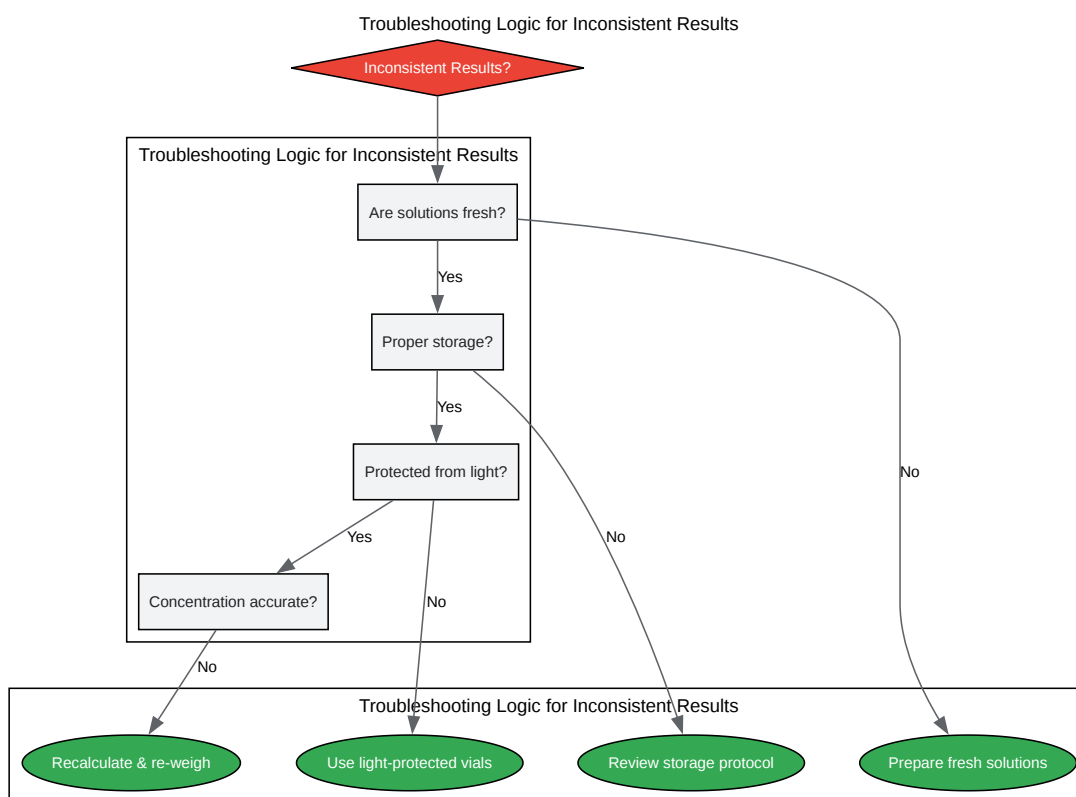 Troubleshooting Logic for Inconsistent Results
Inconsistent Results?
Troubleshooting Logic for Inconsistent Results
Are solutions fresh?
Yes
Proper storage?
Yes
Protected from light?
No
Yes
No
Concentration accurate?
No
No
Troubleshooting Logic for Inconsistent Results
Recalculate & re-weigh
Use light-protected vials
Review storage protocol
Prepare fresh solutions